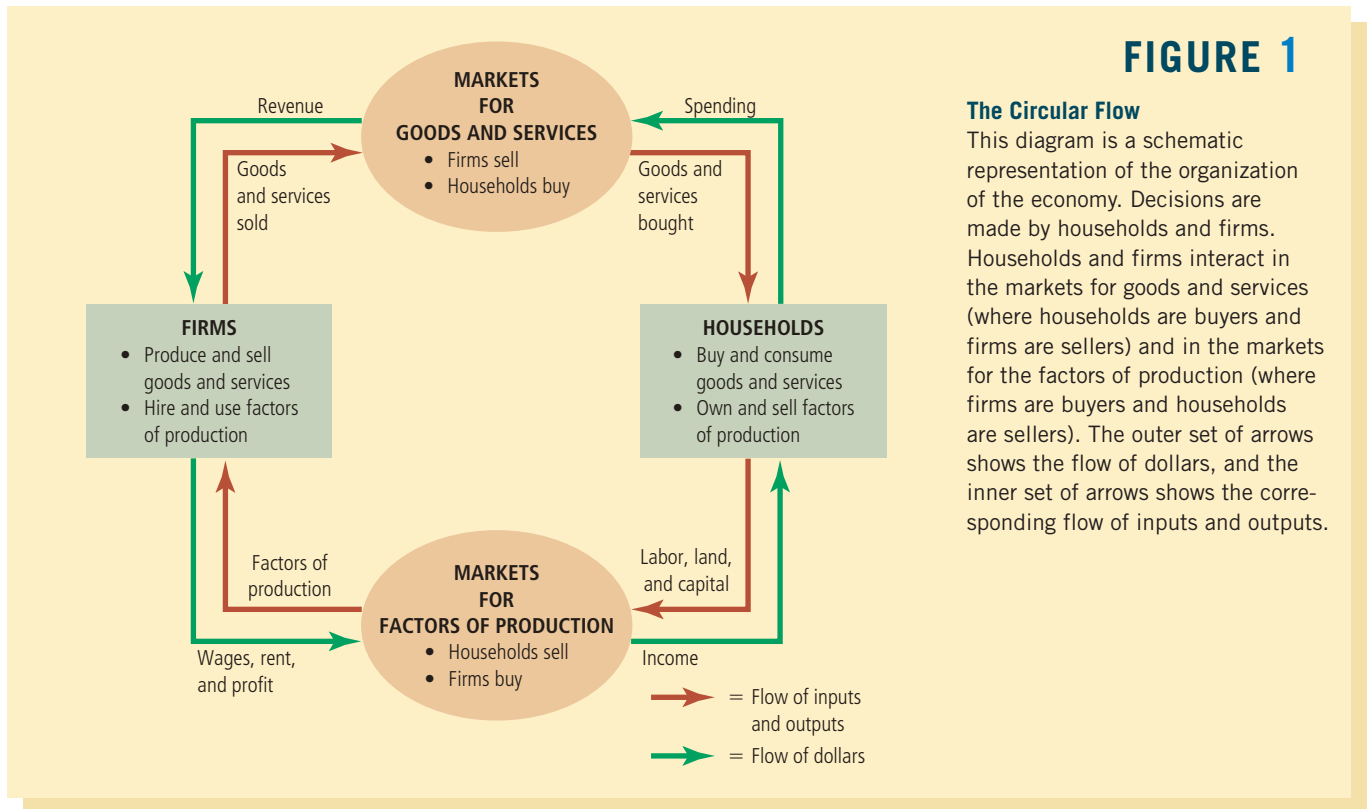 FIGURE 1
The Circular Flow
This diagram is a schematic
representation of the organization
of the economy. Decisions are
made by households and firms.
Households and firms interact in
the markets for goods and services
(where households are buyers and
firms are sellers) and in the markets
for the factors of production (where
firms are buyers and households
are sellers). The outer set of arrows
shows the flow of dollars, and the
inner set of arrows shows the corre-
sponding flow of inputs and outputs.
MARKETS
FOR
GOODS AND SERVICES
• Firms sell
• Households buy
Revenue
Goods
and services
sold
Spending
Goods and
services
bought
FIRMS
• Produce and sell
goods and services
• Hire and use factors
of production
HOUSEHOLDS
• Buy and consume
goods and services
• Own and sell factors
of production
Factors of
production
Wages, rent,
and profit
MARKETS
FOR
FACTORS OF PRODUCTION
• Households sell
• Firms buy
Labor, land,
and capital
Income
= Flow of inputs
and outputs
= Flow of dollars